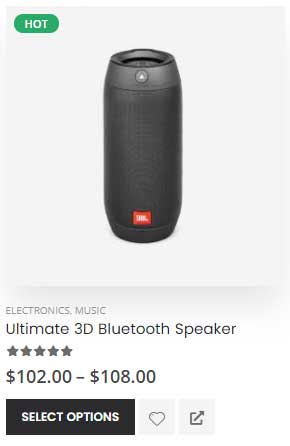 HOT
JBL
ELECTRONICS, MUSIC
Ultimate 3D Bluetooth Speaker
$102.00 – $108.00
SELECT OPTIONS